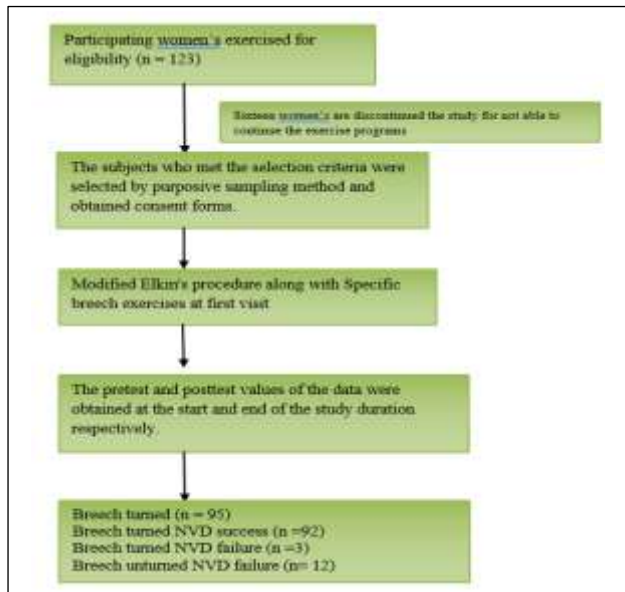 Participating women´s exercised for
eligibility (n = 123)
Sixteen women's are discontinued the study for not able to
continue the exercise programs
The subjects who met the selection criteria were
selected by purposive sampling method and
obtained consent forms.
Modified Elkin's procedure along with Specific
breech exercises at first visit
The pretest and posttest values of the data were
obtained at the start and end of the study duration
respectively.
Breech turned (n = 95)
Breech turned NVD success (n =92)
Breech turned NVD failure (n =3)
Breech unturned NVD failure (n= 12)